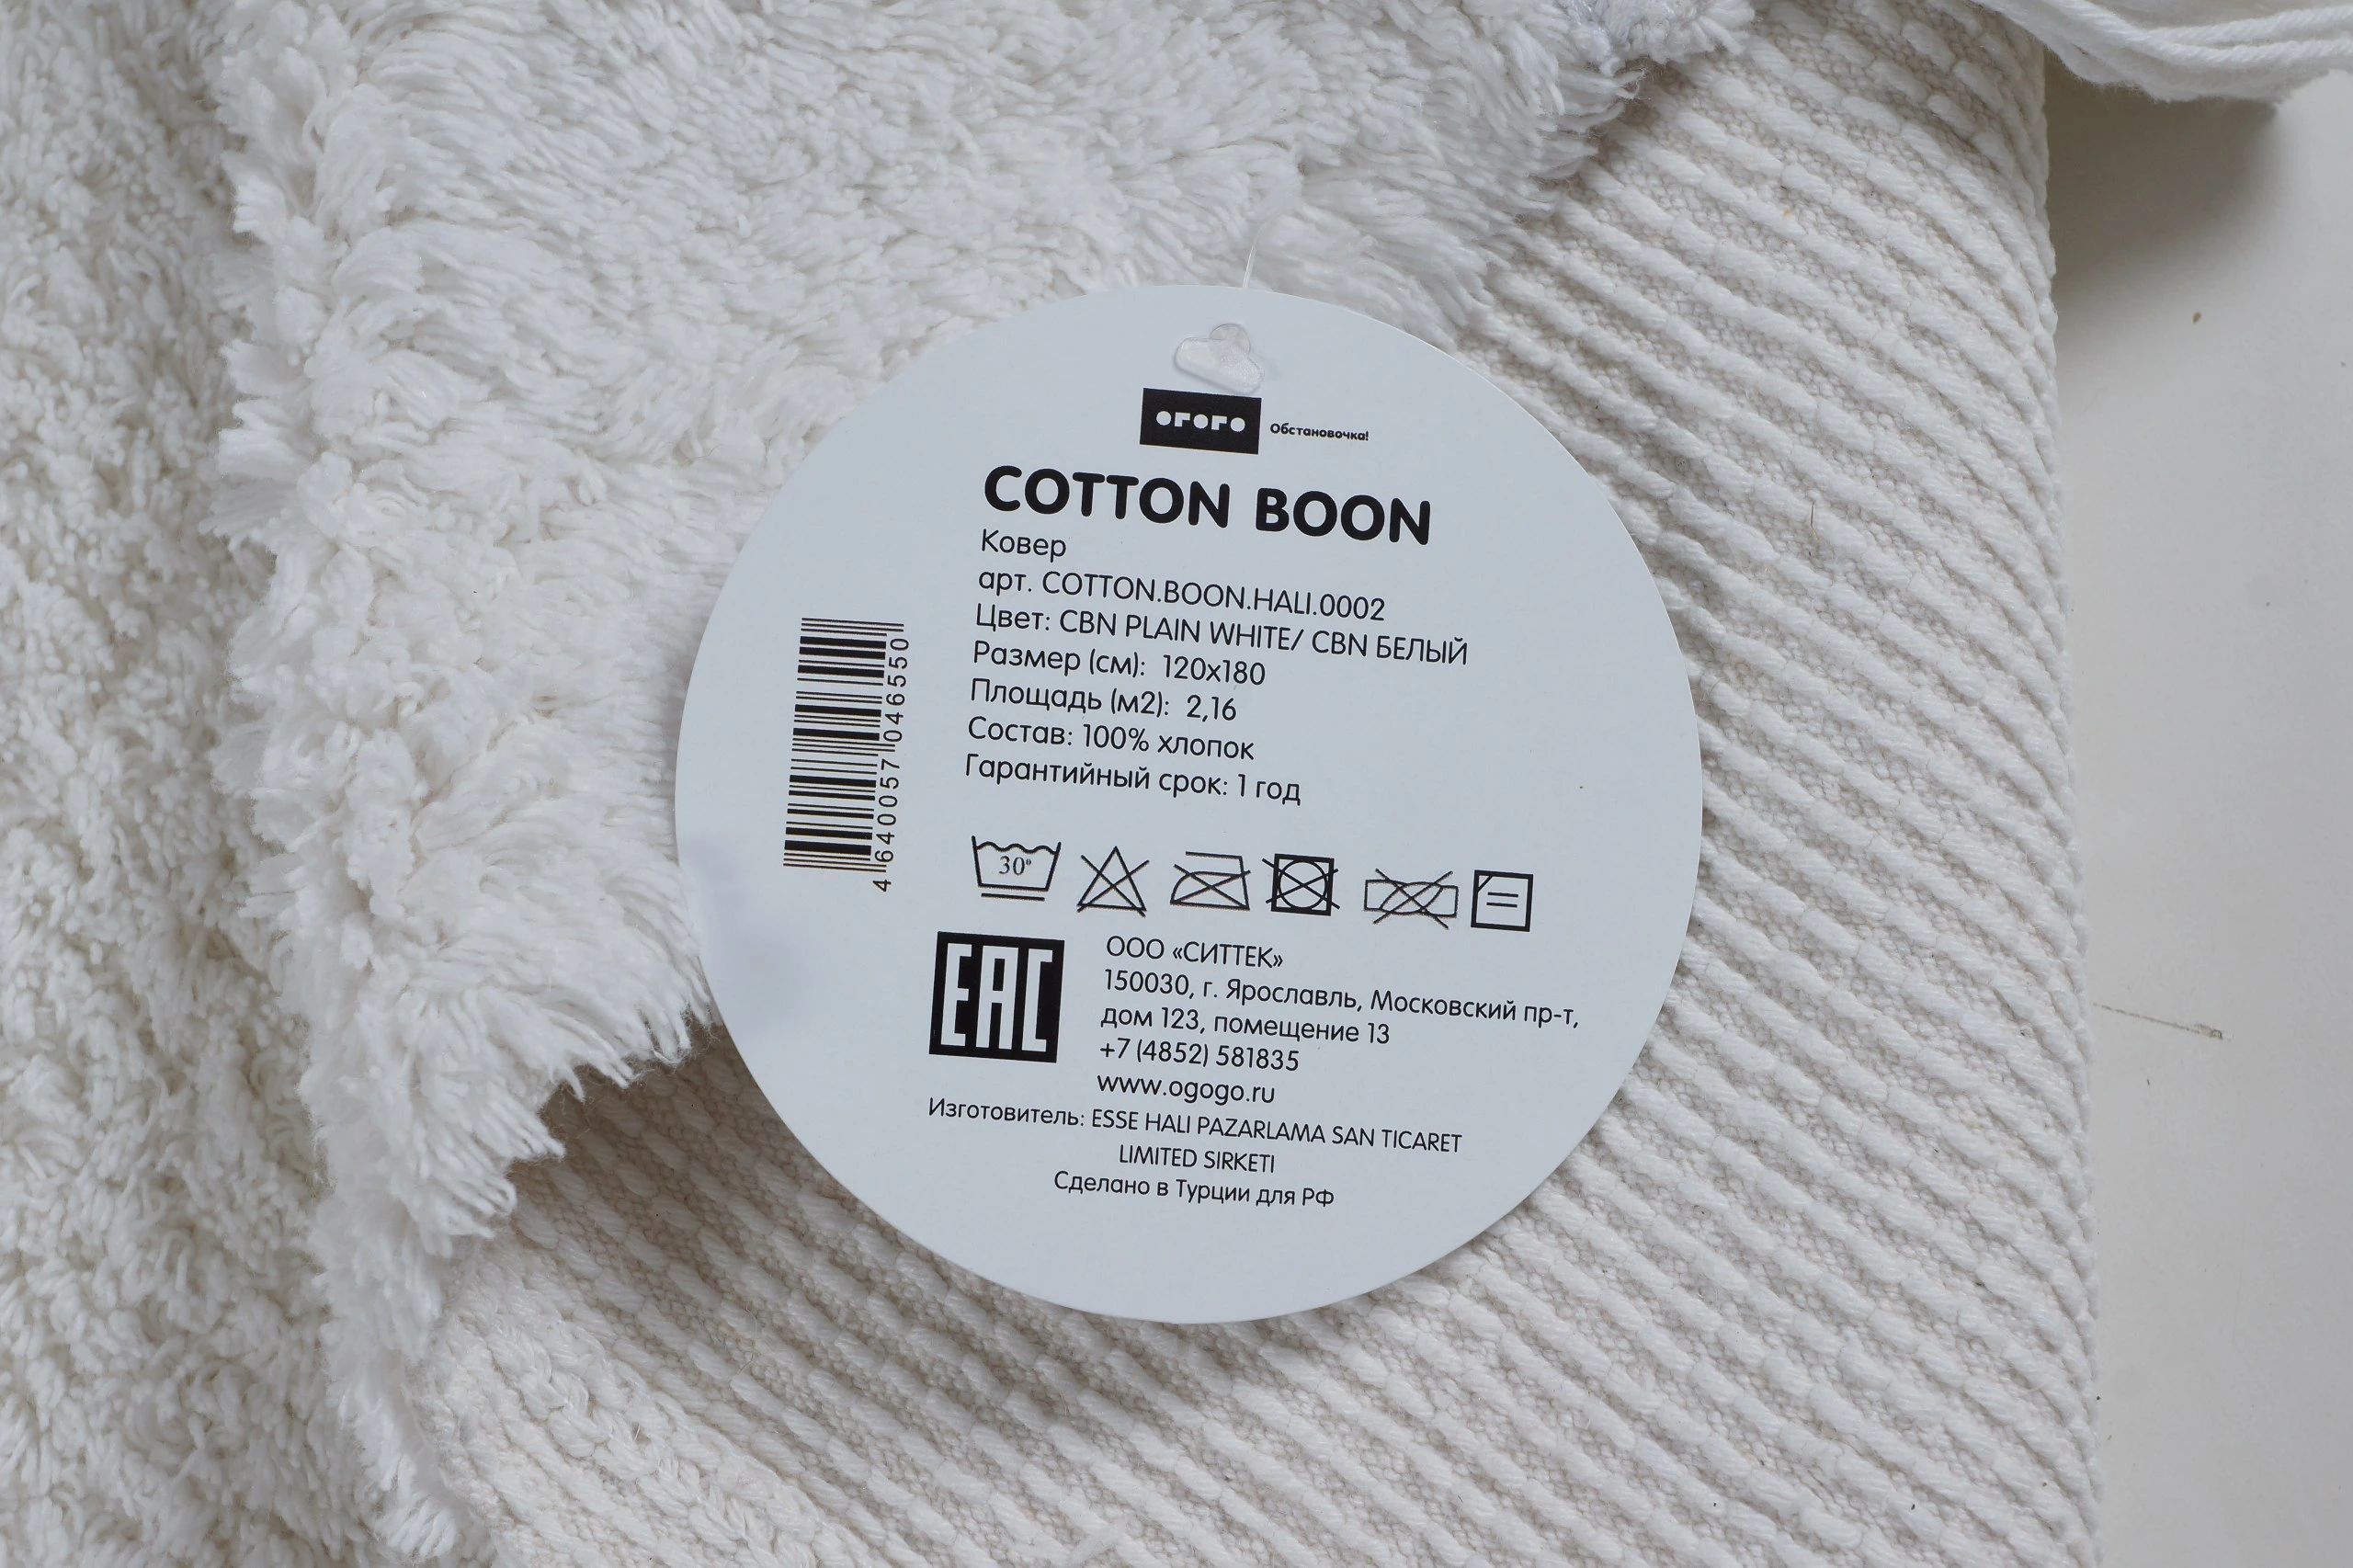 ОГОГО Обстановочка!
COTTON BOON
Ковер
арт. COTTON.BOON.HALI.0002
Цвет: CBN PLAIN WHITE/ CBN БЕЛЫЙ
Размер (см): 120x180
Площадь (м2): 2,16
Состав: 100% хлопок
Гарантийный срок: 1 год
4 640057 046550
30°
EAC
ООО «СИТТЕК»
150030, г. Ярославль, Московский пр-т,
дом 123, помещение 13
+7 (4852) 581835
www.ogogo.ru
Изготовитель: ESSE HALI PAZARLAMA SAN TICARET
LIMITED SIRKETI
Сделано в Турции для РФ